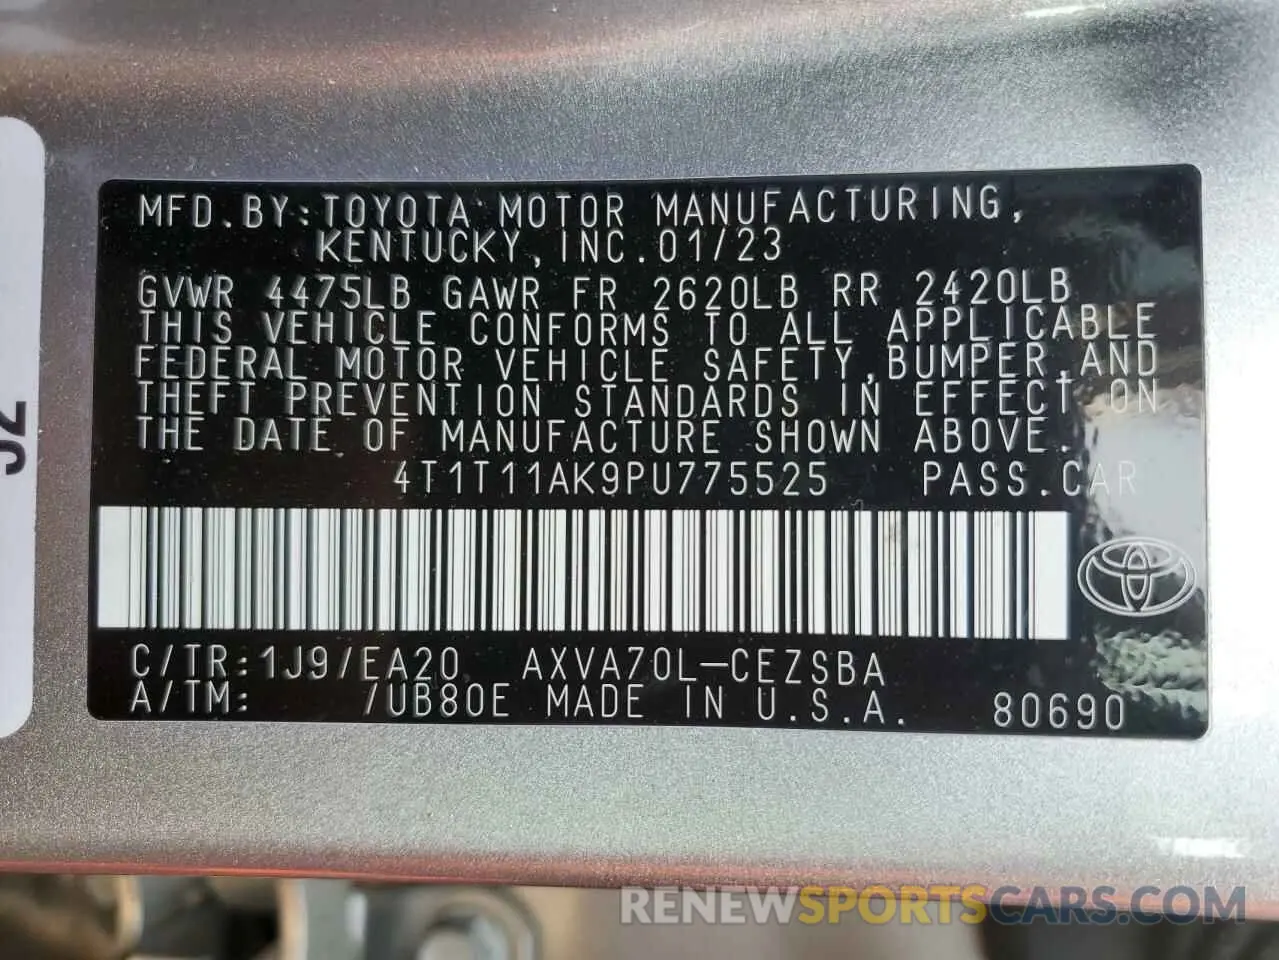 MFD.BY:TOYOTA MOTOR MANUFACTURING,
KENTUCKY,INC.01/23
GVWR 4475LB GAWR FR 2620LB RR 2420LB
THIS VEHICLE CONFORMS TO ALL APPLICABLE
FEDERAL MOTOR VEHICLE SAFETY,BUMPER,AND
THEFT PREVENTION STANDARDS IN EFFECT ON
THE DATE OF MANUFACTURE SHOWN ABOVE.
4T1T11AK9PU775525 PASS.CAR
C/TR:1J9/EA20 AXVA70L-CEZSBA
A/TM: /UB80E MADE IN U.S.A. 80690
RENEWSPORTSCARS.COM